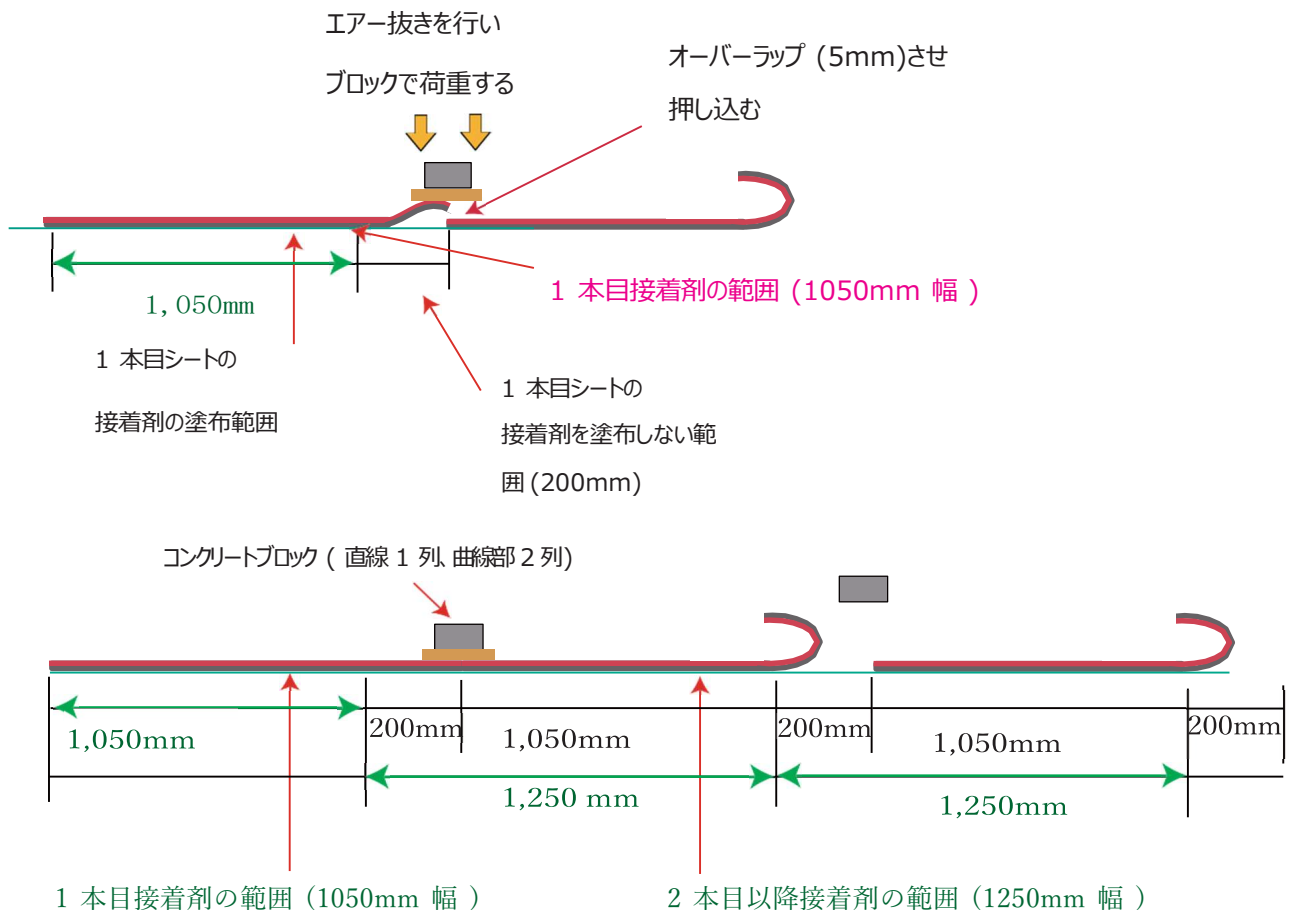 エアー抜きを行い
ブロックで荷重する
オーバーラップ (5mm)させ
押し込む
1 本目接着剤の範囲 (1050mm 幅 )
1, 050mm
1 本目シートの
接着剤の塗布範囲
1 本目シートの
接着剤を塗布しない範
囲 (200mm)
コンクリートブロック ( 直線 1 列、曲線部 2 列)
1,050mm
200mm
1,050mm
200mm
1,050mm
200mm
1,250 mm
1,250mm
1 本目接着剤の範囲 (1050mm 幅 )
2 本目以降接着剤の範囲 (1250mm 幅 )